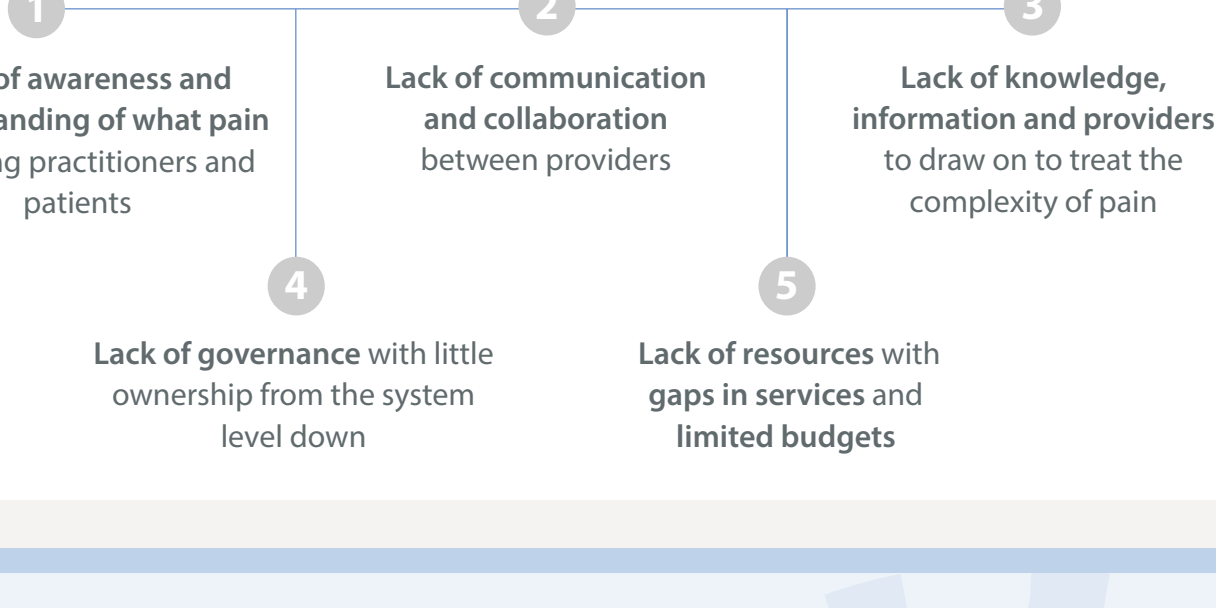 1
of awareness and
anding of what pain
g practitioners and
patients
2
Lack of communication
and collaboration
between providers
3
Lack of knowledge,
information and providers
to draw on to treat the
complexity of pain
4
Lack of governance with little
ownership from the system
level down
5
Lack of resources with
gaps in services and
limited budgets